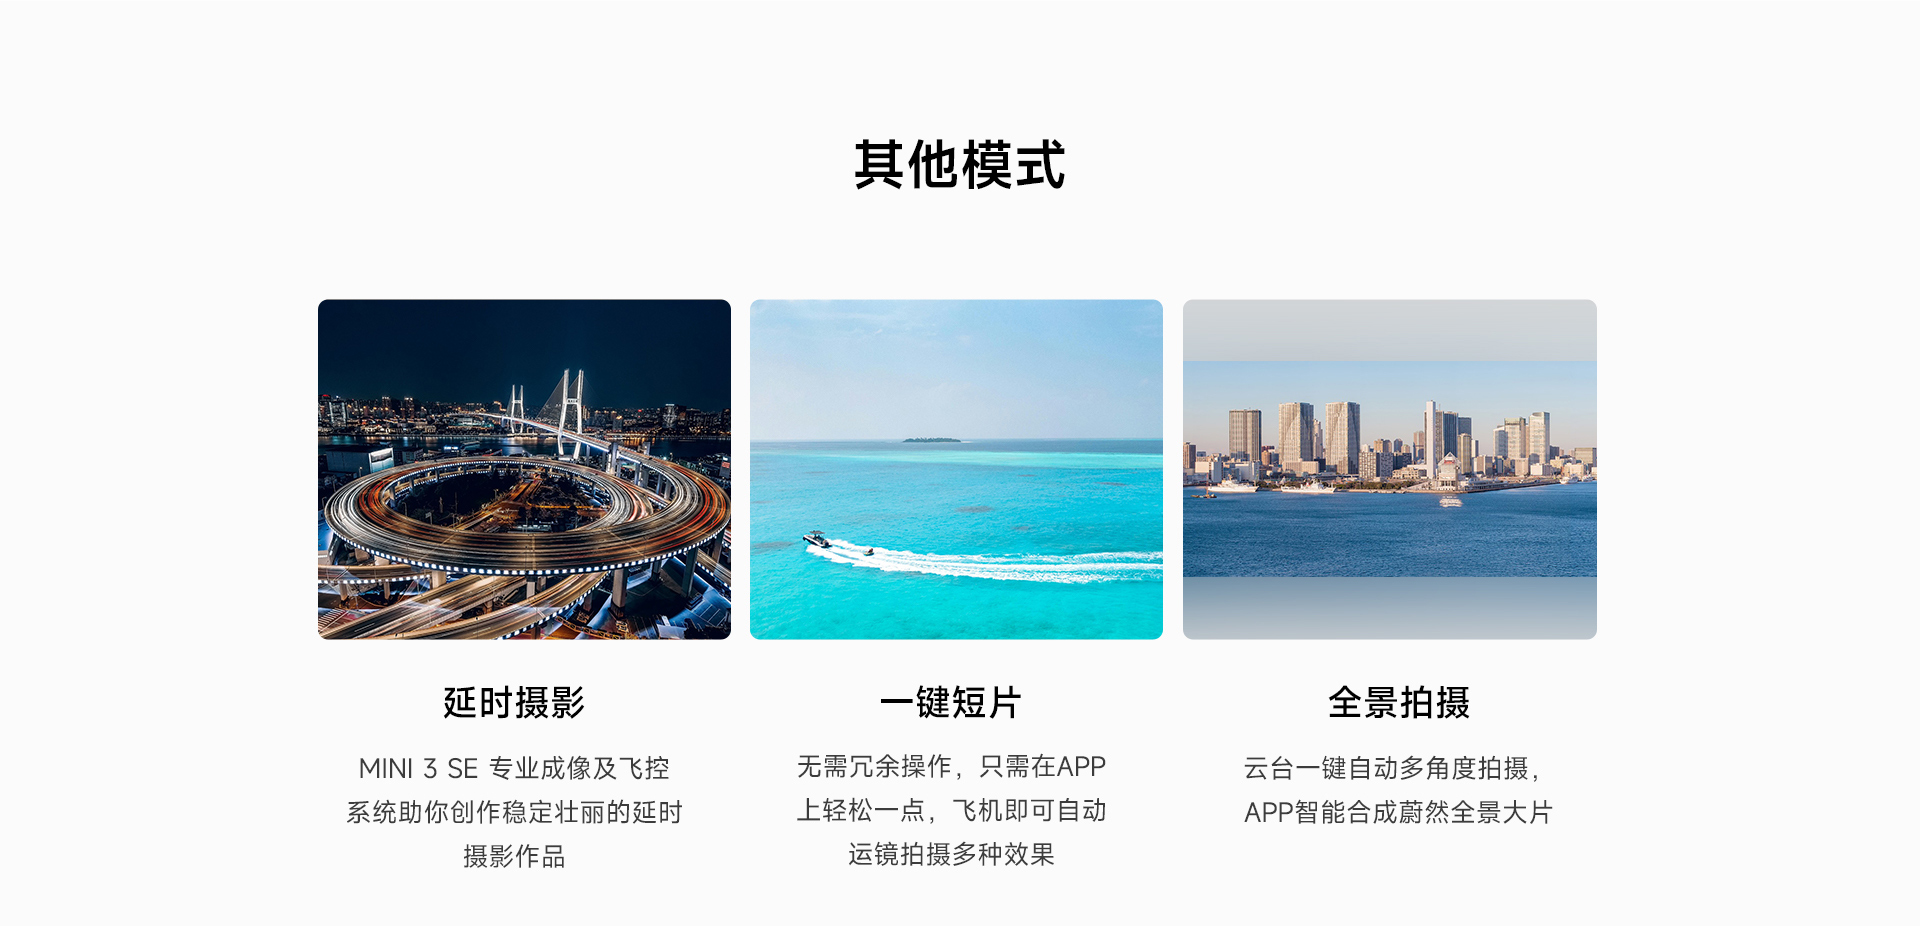 其他模式
延时摄影
MINI 3 SE 专业成像及飞控
系统助你创作稳定壮丽的延时
摄影作品
一键短片
无需冗余操作，只需在APP
上轻松一点，飞机即可自动
运镜拍摄多种效果
全景拍摄
云台一键自动多角度拍摄，
APP智能合成蔚然全景大片